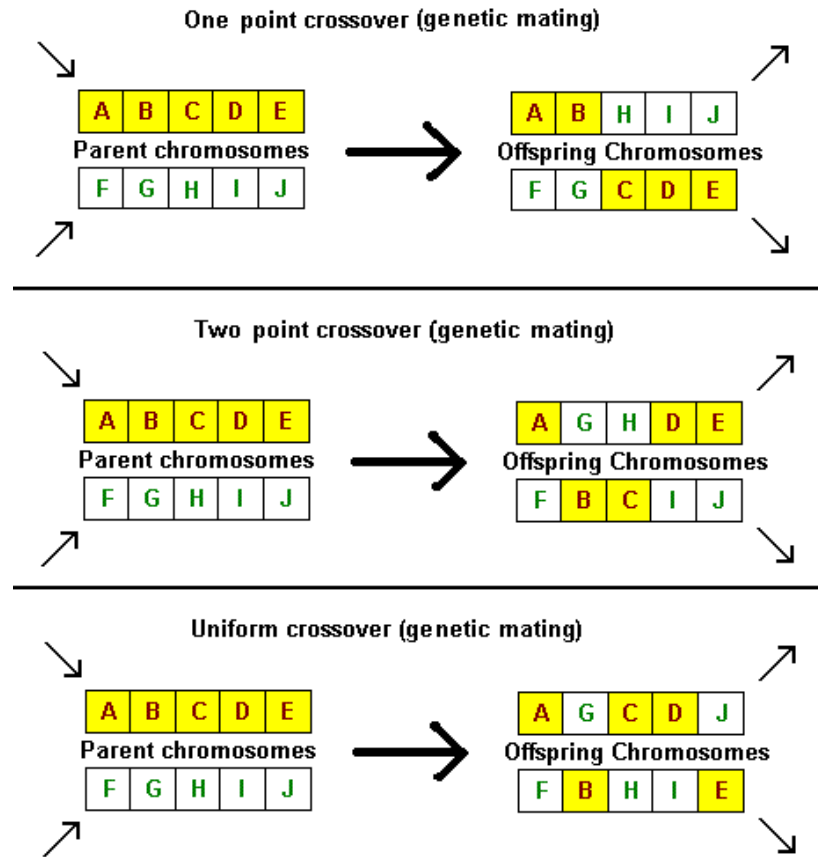 One point crossover (genetic mating)
A B C D E A B H I J
Parent chromosomes Offspring Chromosomes
F G H I J F G C D E
Two point crossover (genetic mating)
A B C D E A G H D E
Parent chromosomes Offspring Chromosomes
F G H I J F B C I J
Uniform crossover (genetic mating)
A B C D E A G C D J
Parent chromosomes Offspring Chromosomes
F G H I J F B H I E